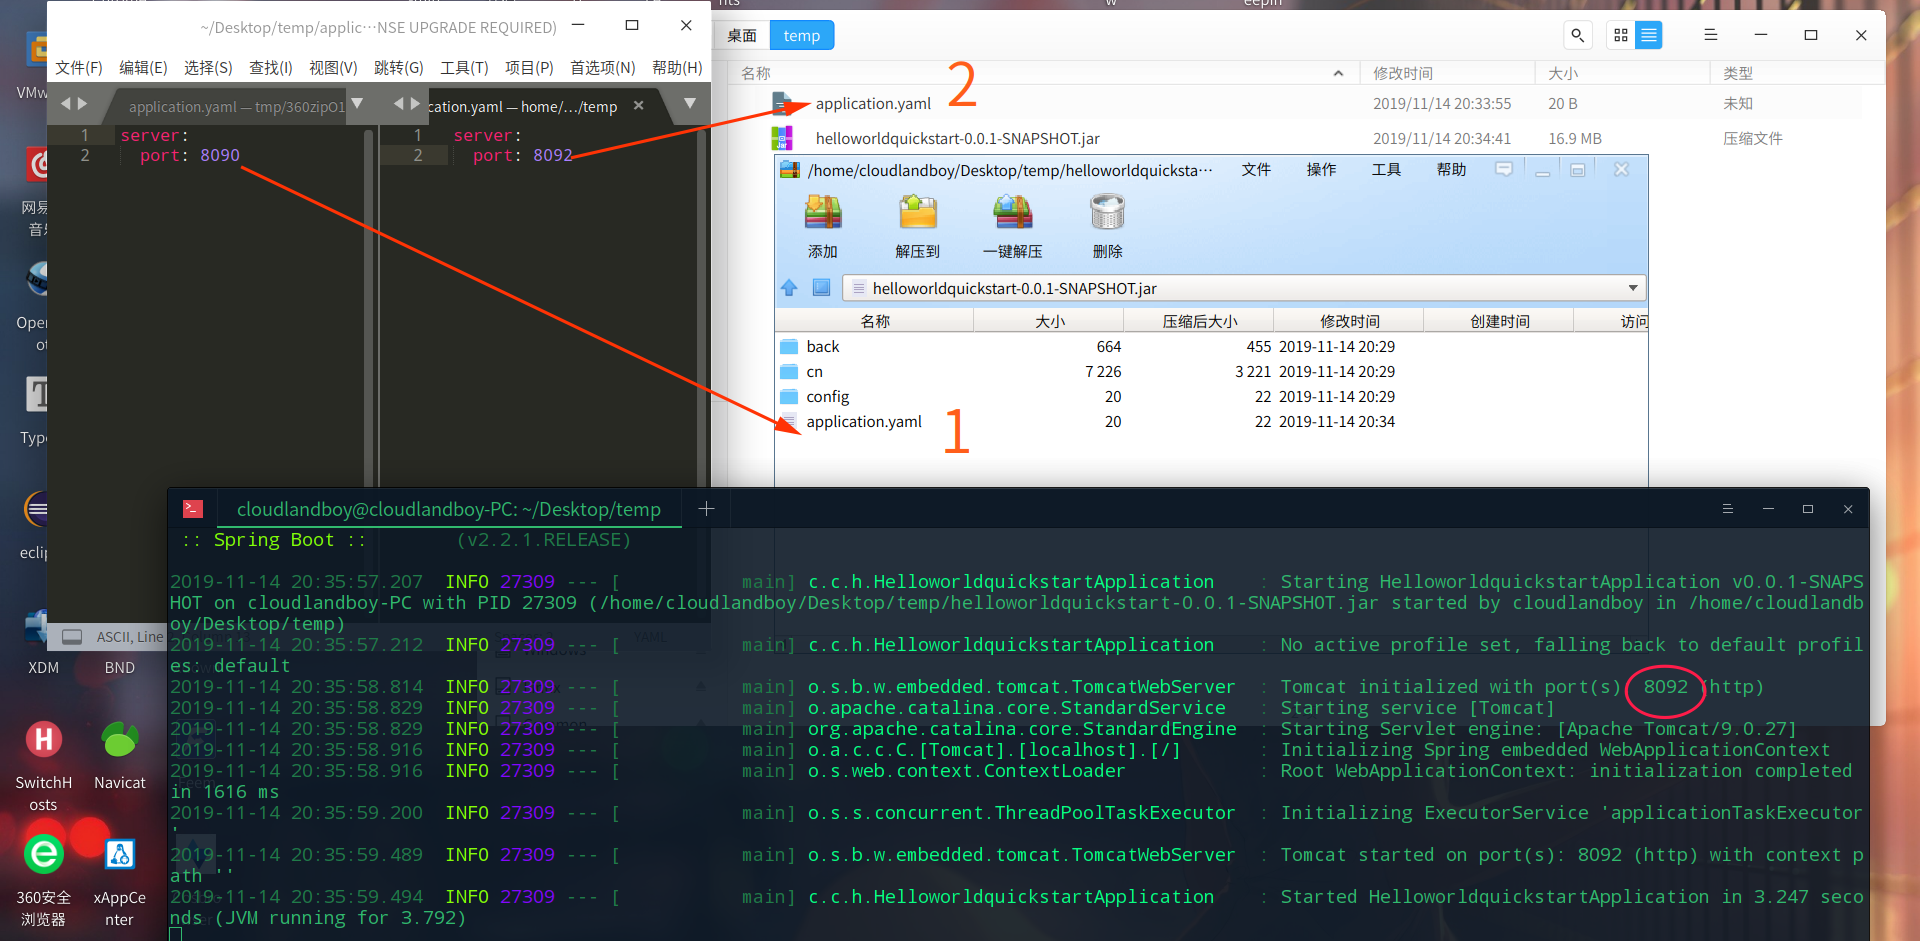 ~/Desktop/temp/applic⋯NSE UPGRADE REQUIRED)
文件(F) 编辑(E) 选择(S) 查找(I) 视图(V) 跳转(G) 工具(T) 项目(P) 首选项(N) 帮助(H)
application.yaml — tmp/360zipO1
cation.yaml — home/…/temp
1 server:
2 port: 8090
1 server:
2 port: 8092
ASCII, Line
YAML
桌面 temp
名称 修改时间 大小 类型
application.yaml 2019/11/14 20:33:55 20 B 未知
helloworldquickstart-0.0.1-SNAPSHOT.jar 2019/11/14 20:34:41 16.9 MB 压缩文件
2
/home/cloudlandboy/Desktop/temp/helloworldquicksta⋯ 文件 操作 工具 帮助
添加 解压到 一键解压 删除
helloworldquickstart-0.0.1-SNAPSHOT.jar
名称 大小 压缩后大小 修改时间 创建时间 访问
back 664 455 2019-11-14 20:29
cn 7 226 3 221 2019-11-14 20:29
config 20 22 2019-11-14 20:29
application.yaml 20 22 2019-11-14 20:34
1
cloudlandboy@cloudlandboy-PC: ~/Desktop/temp
:: Spring Boot :: (v2.2.1.RELEASE)
2019-11-14 20:35:57.207 INFO 27309 --- [ main] c.c.h.HelloworldquickstartApplication : Starting HelloworldquickstartApplication v0.0.1-SNAPS
HOT on cloudlandboy-PC with PID 27309 (/home/cloudlandboy/Desktop/temp/helloworldquickstart-0.0.1-SNAPSHOT.jar started by cloudlandboy in /home/cloudlandb
oy/Desktop/temp)
2019-11-14 20:35:57.212 INFO 27309 --- [ main] c.c.h.HelloworldquickstartApplication : No active profile set, falling back to default profil
es: default
2019-11-14 20:35:58.814 INFO 27309 --- [ main] o.s.b.w.embedded.tomcat.TomcatWebServer : Tomcat initialized with port(s): 8092 (http)
2019-11-14 20:35:58.829 INFO 27309 --- [ main] o.apache.catalina.core.StandardService : Starting service [Tomcat]
2019-11-14 20:35:58.829 INFO 27309 --- [ main] org.apache.catalina.core.StandardEngine : Starting Servlet engine: [Apache Tomcat/9.0.27]
2019-11-14 20:35:58.916 INFO 27309 --- [ main] o.a.c.c.C.[Tomcat].[localhost].[/] : Initializing Spring embedded WebApplicationContext
2019-11-14 20:35:58.916 INFO 27309 --- [ main] o.s.web.context.ContextLoader : Root WebApplicationContext: initialization completed
in 1616 ms
2019-11-14 20:35:59.200 INFO 27309 --- [ main] o.s.s.concurrent.ThreadPoolTaskExecutor : Initializing ExecutorService 'applicationTaskExecutor
'
2019-11-14 20:35:59.489 INFO 27309 --- [ main] o.s.b.w.embedded.tomcat.TomcatWebServer : Tomcat started on port(s): 8092 (http) with context p
ath ''
2019-11-14 20:35:59.494 INFO 27309 --- [ main] c.c.h.HelloworldquickstartApplication : Started HelloworldquickstartApplication in 3.247 seco
nds (JVM running for 3.792)
VMw
网易
音乐
Oper
ot
Typ
eclip
XDM BND
SwitchH
osts
Navicat
360安全
浏览器
xAppCe
nter